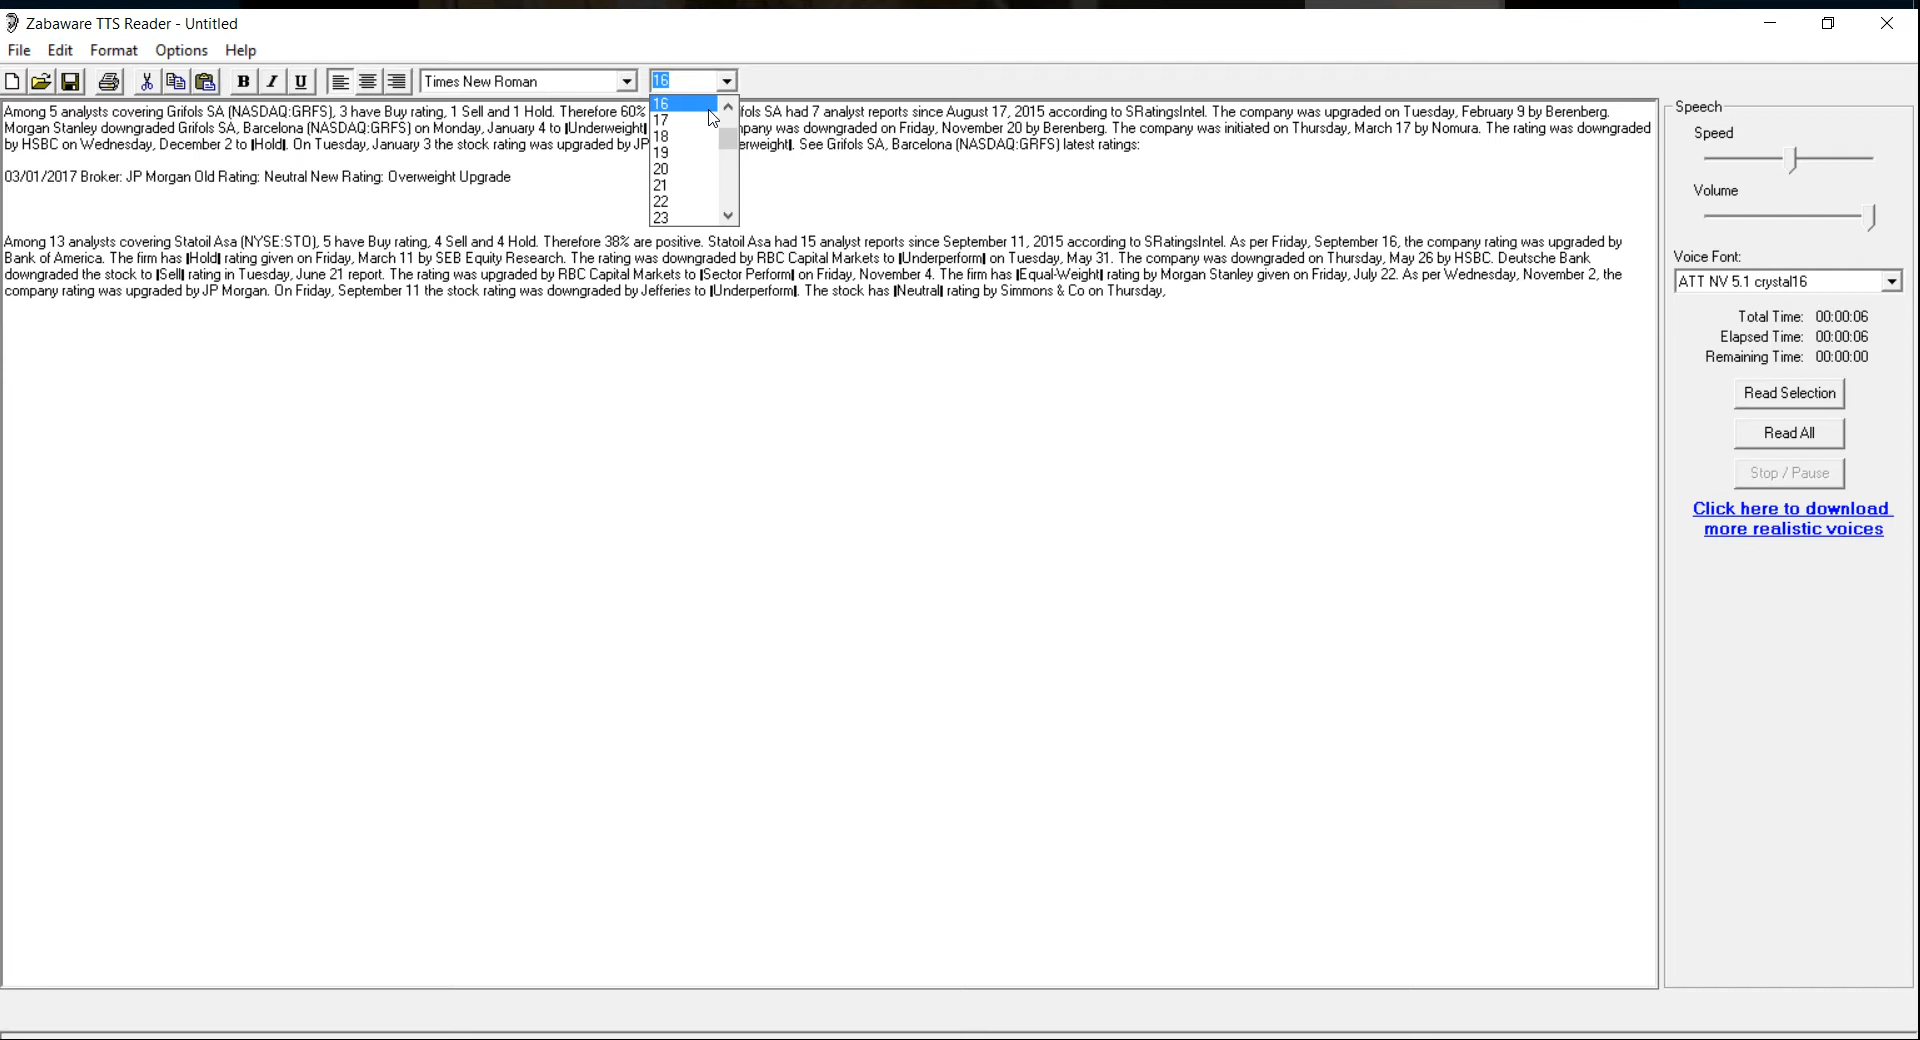 Zabaware TTS Reader - Untitled
File Edit Format Options Help
B I U Times New Roman 16
16
17
18
19
20
21
22
23
Among 5 analysts covering Grifols SA (NASDAQ:GRFS), 3 have Buy rating, 1 Sell and 1 Hold. Therefore 60% fols SA had 7 analyst reports since August 17, 2015 according to SRatingsIntel. The company was upgraded on Tuesday, February 9 by Berenberg.
Morgan Stanley downgraded Grifols SA, Barcelona (NASDAQ:GRFS) on Monday, January 4 to |Underweight| pany was downgraded on Friday, November 20 by Berenberg. The company was initiated on Thursday, March 17 by Nomura. The rating was downgraded
by HSBC on Wednesday, December 2 to |Hold|. On Tuesday, January 3 the stock rating was upgraded by JP erweight|. See Grifols SA, Barcelona (NASDAQ:GRFS) latest ratings:
03/01/2017 Broker: JP Morgan Old Rating: Neutral New Rating: Overweight Upgrade
Among 13 analysts covering Statoil Asa (NYSE:STO), 5 have Buy rating, 4 Sell and 4 Hold. Therefore 38% are positive. Statoil Asa had 15 analyst reports since September 11, 2015 according to SRatingsIntel. As per Friday, September 16, the company rating was upgraded by
Bank of America. The firm has |Hold| rating given on Friday, March 11 by SEB Equity Research. The rating was downgraded by RBC Capital Markets to |Underperform| on Tuesday, May 31. The company was downgraded on Thursday, May 26 by HSBC. Deutsche Bank
downgraded the stock to |Sell| rating in Tuesday, June 21 report. The rating was upgraded by RBC Capital Markets to |Sector Perform| on Friday, November 4. The firm has |Equal-Weight| rating by Morgan Stanley given on Friday, July 22. As per Wednesday, November 2, the
company rating was upgraded by JP Morgan. On Friday, September 11 the stock rating was downgraded by Jefferies to |Underperform|. The stock has |Neutral| rating by Simmons & Co on Thursday,
Speech
Speed
Volume
Voice Font:
ATT NV 5.1 crystal16
Total Time: 00:00:06
Elapsed Time: 00:00:06
Remaining Time: 00:00:00
Read Selection
Read All
Stop / Pause
Click here to download
more realistic voices